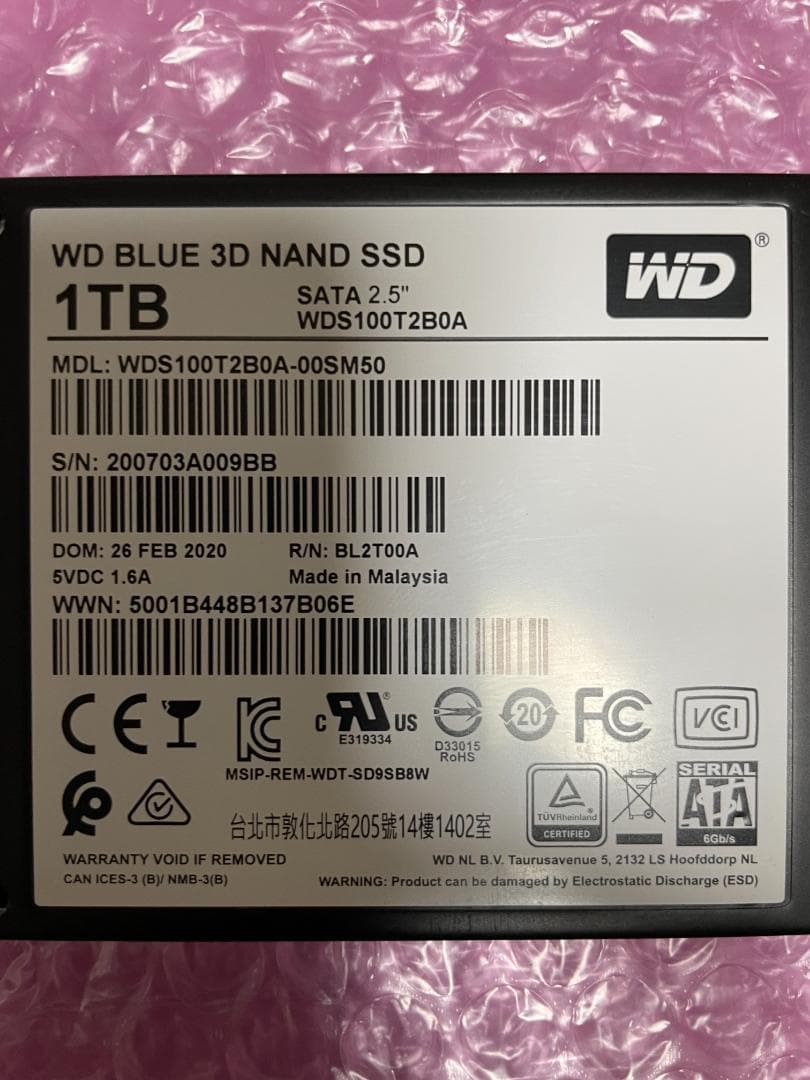 WD BLUE 3D NAND SSD
WD®
1TB
SATA 2.5"
WDS100T2B0A
MDL: WDS100T2B0A-00SM50
S/N: 200703A009BB
DOM: 26 FEB 2020 R/N: BL2T00A
5VDC 1.6A Made in Malaysia
WWN: 5001B448B137B06E
CE
KC
c RU ® US
E319334
D33015
RoHS
20
FC
VCI
MSIP-REM-WDT-SD9SB8W
TÜVRheinland®
CERTIFIED
SERIAL
ATA
6Gb/s
台北市敦化北路205號14樓1402室
WARRANTY VOID IF REMOVED
WD NL B.V. Taurusavenue 5, 2132 LS Hoofddorp NL
CAN ICES-3 (B)/ NMB-3(B)
WARNING: Product can be damaged by Electrostatic Discharge (ESD)